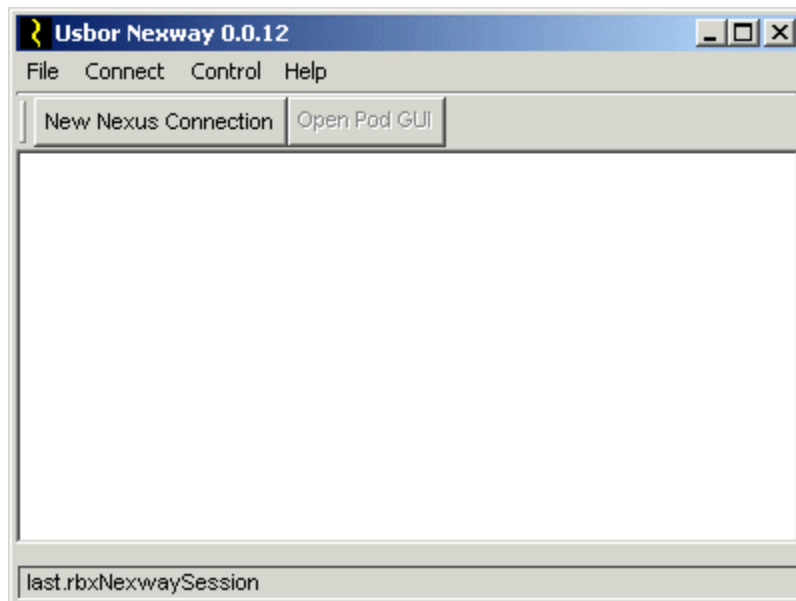 Usbor Nexway 0.0.12
File Connect Control Help
New Nexus Connection Open Pod GUI
last.rbxNexwaySession